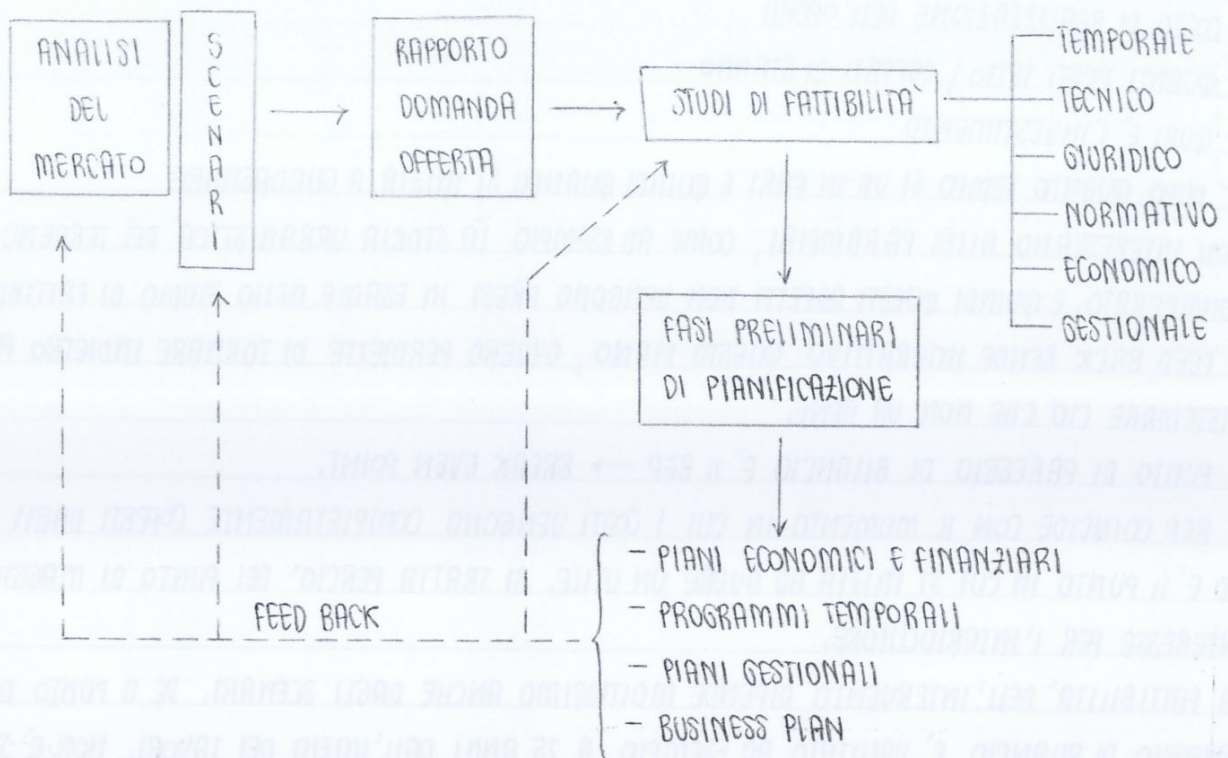 ANALISI
DEL
MERCATO
SCENARI
RAPPORTO
DOMANDA
OFFERTA
STUDI DI FATTIBILITA'
TEMPORALE
TECNICO
GIURIDICO
NORMATIVO
ECONOMICO
GESTIONALE
FASI PRELIMINARI
DI PIANIFICAZIONE
FEED BACK
- PIANI ECONOMICI E FINANZIARI
- PROGRAMMI TEMPORALI
- PIANI GESTIONALI
- BUSINESS PLAN